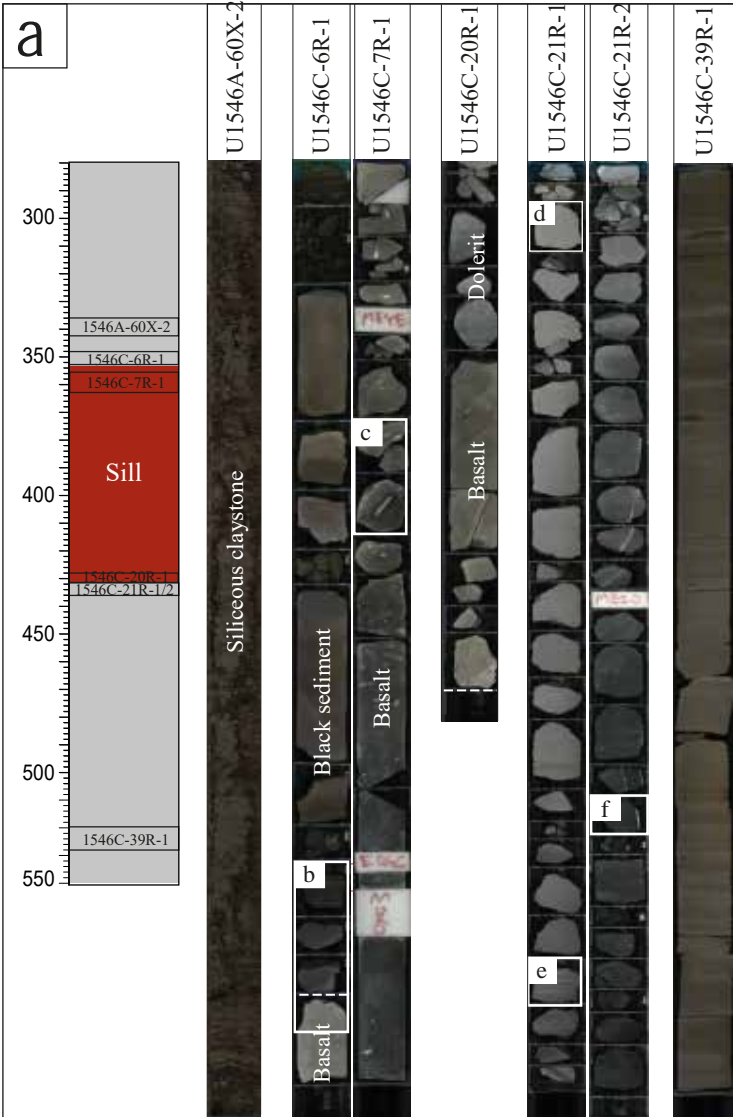 a
U1546A-60X-2
U1546C-6R-1
U1546C-7R-1
U1546C-20R-1
U1546C-21R-1
U1546C-21R-2
U1546C-39R-1
300
350
400
450
500
550
1546A-60X-2
1546C-6R-1
1546C-7R-1
Sill
1546C-20R-1
1546C-21R-1/2
1546C-39R-1
Siliceous claystone
Black sediment
b
Basalt
c
Basalt
Dolerit
Basalt
d
e
f